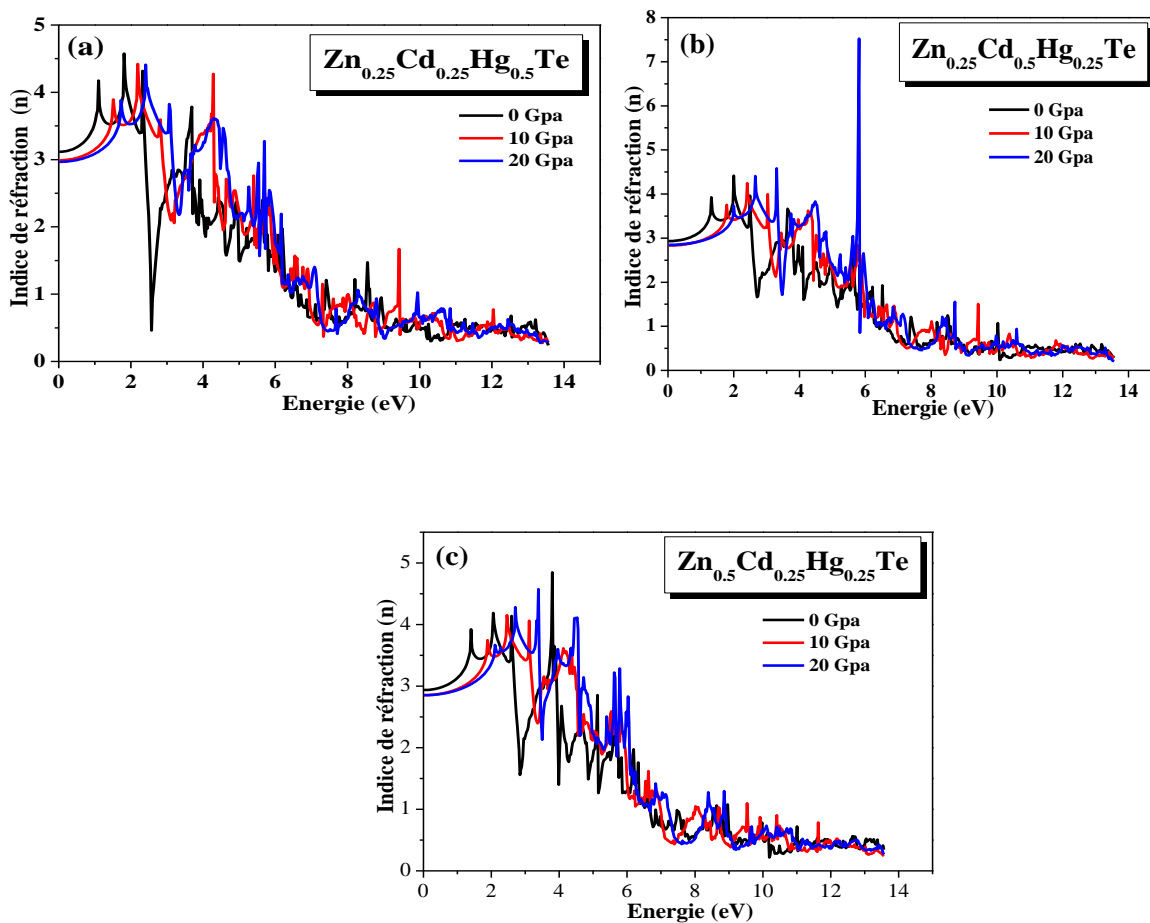 (a)
Zn0.25Cd0.25Hg0.5Te
0 Gpa
10 Gpa
20 Gpa
Indice de réfraction (n)
5
4
3
2
1
0
0 2 4 6 8 10 12 14
Energie (eV)
(b)
Zn0.25Cd0.5Hg0.25Te
0 Gpa
10 Gpa
20 Gpa
Indice de réfraction (n)
8
7
6
5
4
3
2
1
0
0 2 4 6 8 10 12 14
Energie (eV)
(c)
Zn0.5Cd0.25Hg0.25Te
0 Gpa
10 Gpa
20 Gpa
Indice de réfraction (n)
5
4
3
2
1
0
0 2 4 6 8 10 12 14
Energie (eV)